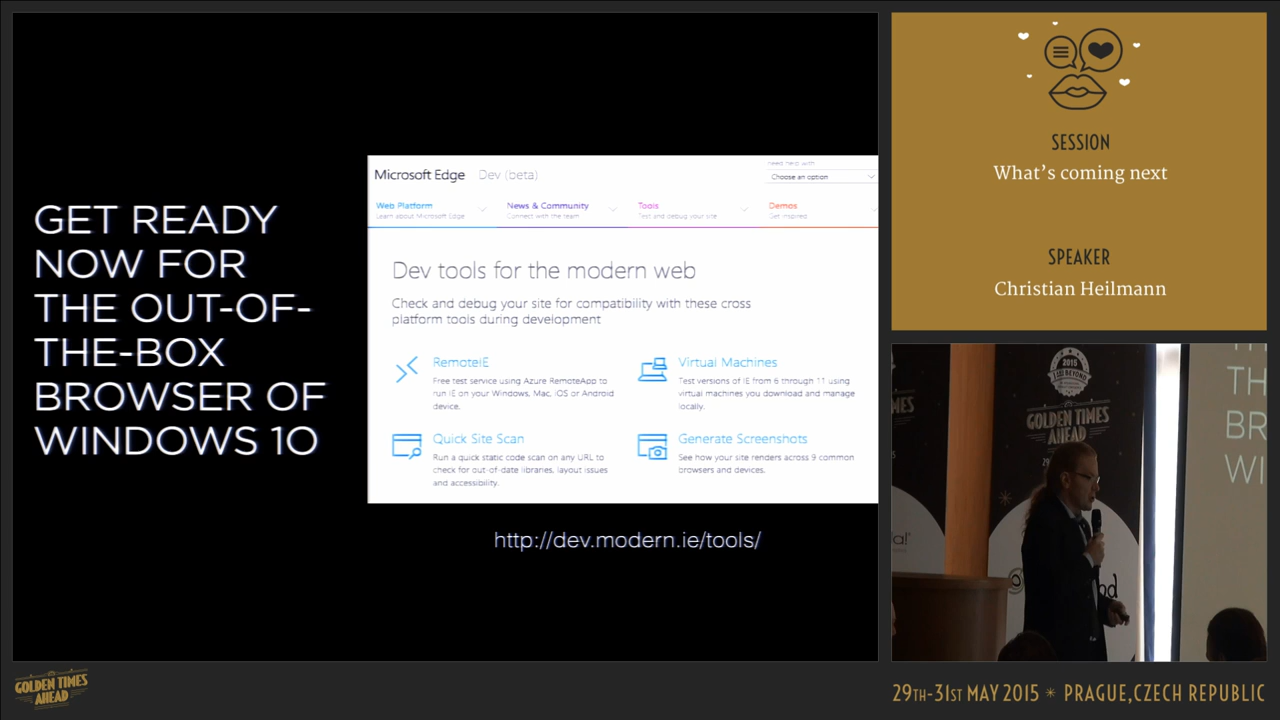 GET READY
NOW FOR
THE OUT-OF-
THE-BOX
BROWSER OF
WINDOWS 10
Microsoft Edge Dev (beta)
need help with
Choose an option
Web Platform
Learn about Microsoft Edge
News & Community
Connect with the team
Tools
Test and debug your site
Demos
Get inspired
Dev tools for the modern web
Check and debug your site for compatibility with these cross
platform tools during development
RemoteIE
Free test service using Azure RemoteApp to
run IE on your Windows, Mac, iOS or Android
device.
Virtual Machines
Test versions of IE from 6 through 11 using
virtual machines you download and manage
locally.
Quick Site Scan
Run a quick static code scan on any URL to
check for out-of-date libraries, layout issues
and accessibility.
Generate Screenshots
See how your site renders across 9 common
browsers and devices.
http://dev.modern.ie/tools/
SESSION
What’s coming next
SPEAKER
Christian Heilmann
2015
GOLDEN TIMES
AHEAD
TH
BR
WI
GOLDEN TIMES
AHEAD
29TH-31ST MAY 2015 * PRAGUE,CZECH REPUBLIC